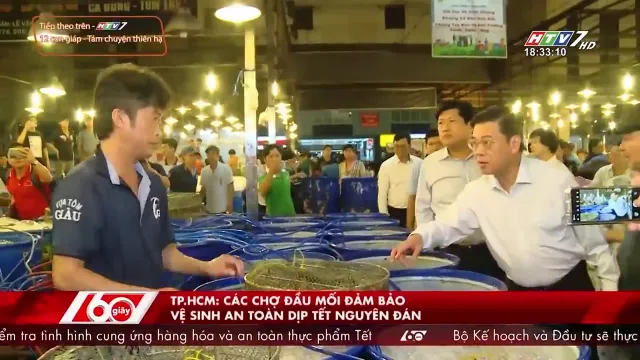 Tiếp theo trên - HTV7
12 con giáp - Tâm chuyện thiên hạ
HTV7 HD
18:33:10
VỰA TÔM
GIÀU
60 giây
TP.HCM: CÁC CHỢ ĐẦU MỐI ĐẢM BẢO
VỆ SINH AN TOÀN DỊP TẾT NGUYÊN ĐÁN
ểm tra tình hình cung ứng hàng hóa và an toàn thực phẩm Tết
Bộ Kế hoạch và Đầu tư sẽ thực